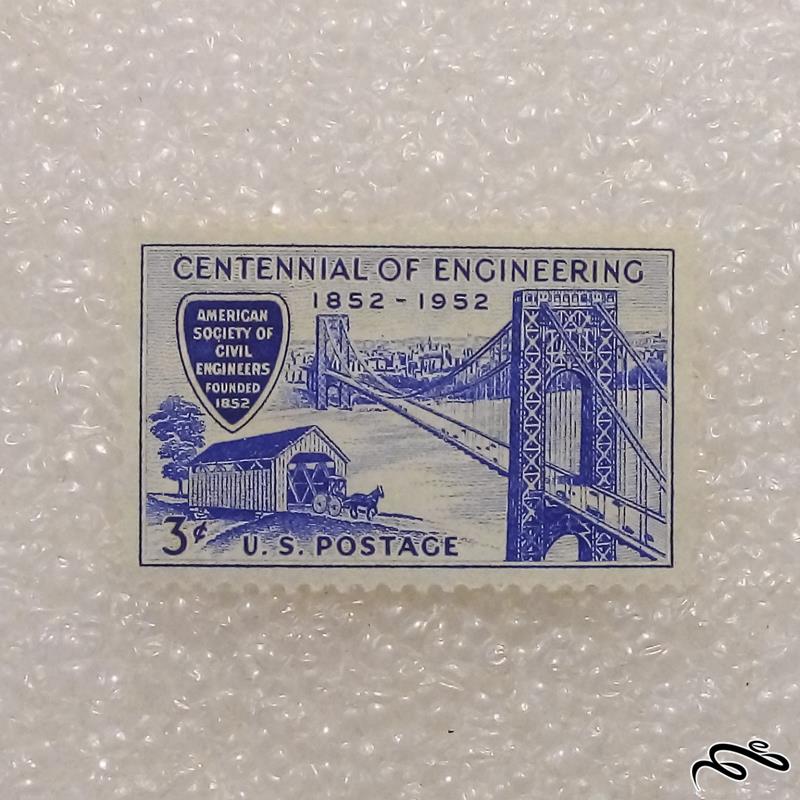 CENTENNIAL OF ENGINEERING
1852 - 1952
AMERICAN
SOCIETY OF
CIVIL
ENGINEERS
FOUNDED
1852
3¢ U. S. POSTAGE